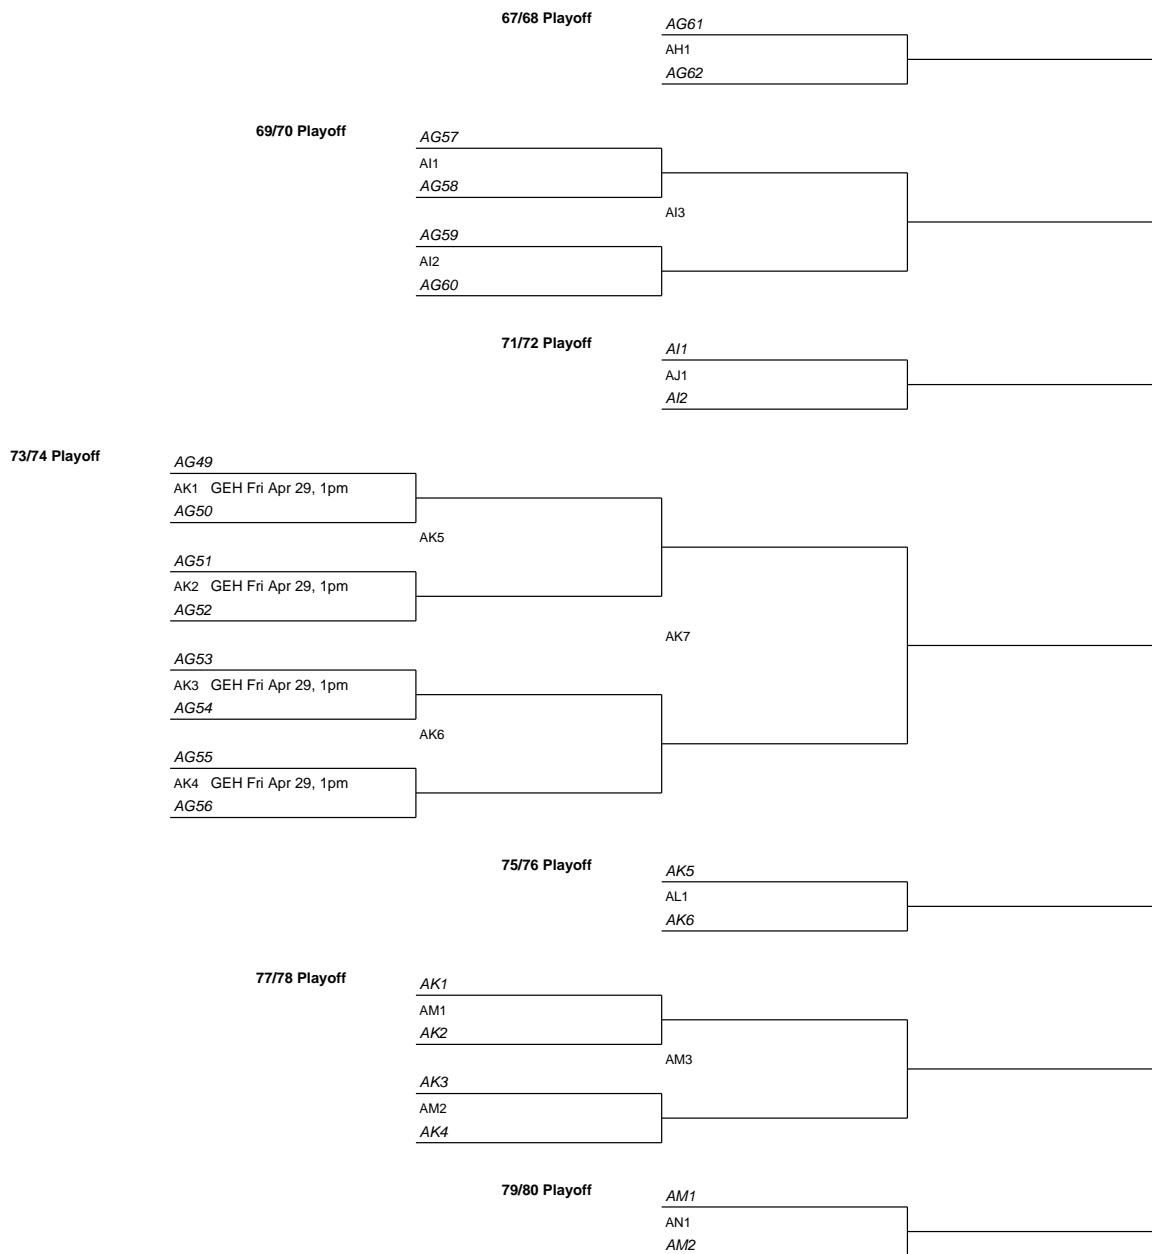 67/68 Playoff
AG61
AH1
AG62
69/70 Playoff
AG57
AI1
AG58
AI3
AG59
AI2
AG60
71/72 Playoff
AI1
AJ1
AI2
73/74 Playoff
AG49
AK1 GEH Fri Apr 29, 1pm
AG50
AK5
AG51
AK2 GEH Fri Apr 29, 1pm
AG52
AK7
AG53
AK3 GEH Fri Apr 29, 1pm
AG54
AK6
AG55
AK4 GEH Fri Apr 29, 1pm
AG56
75/76 Playoff
AK5
AL1
AK6
77/78 Playoff
AK1
AM1
AK2
AM3
AK3
AM2
AK4
79/80 Playoff
AM1
AN1
AM2